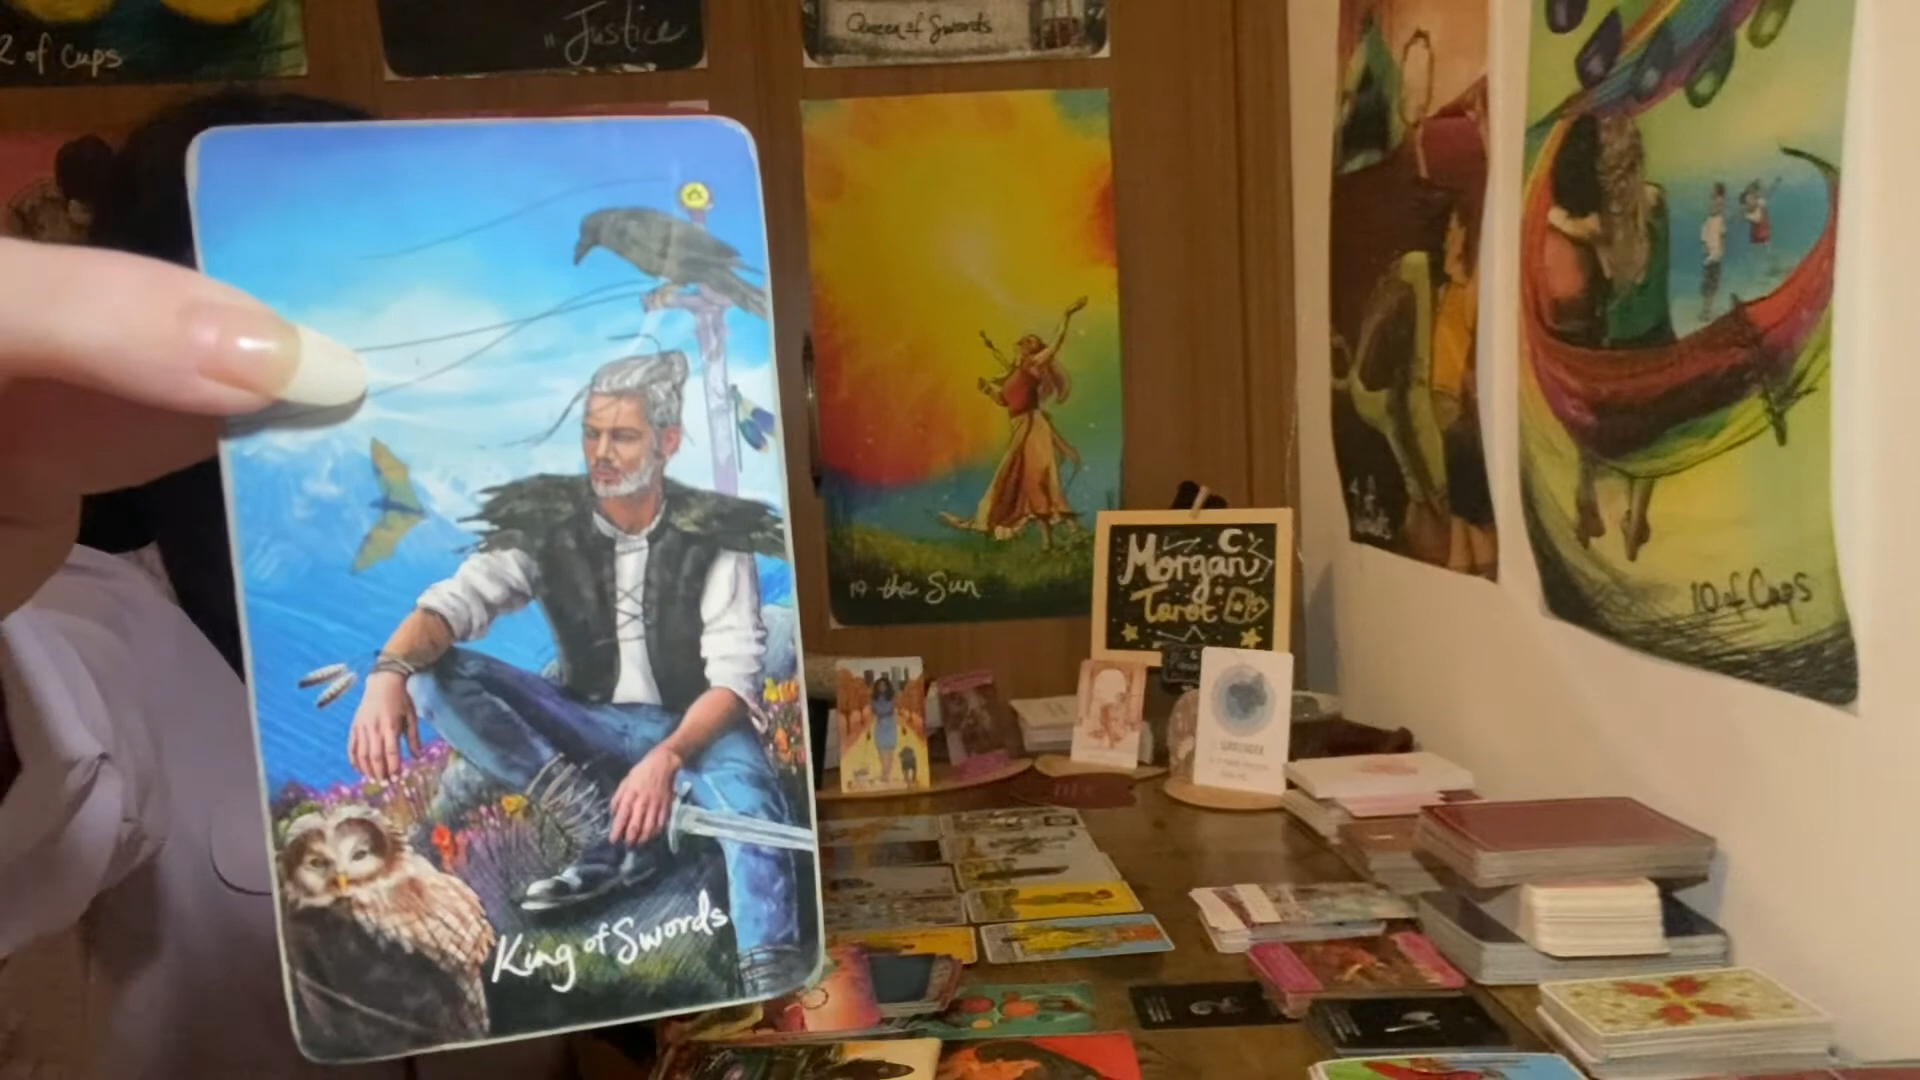 2 of Cups
Justice
Queen of Swords
19 the Sun
10 of Cups
Morgan
Tarot
King of Swords